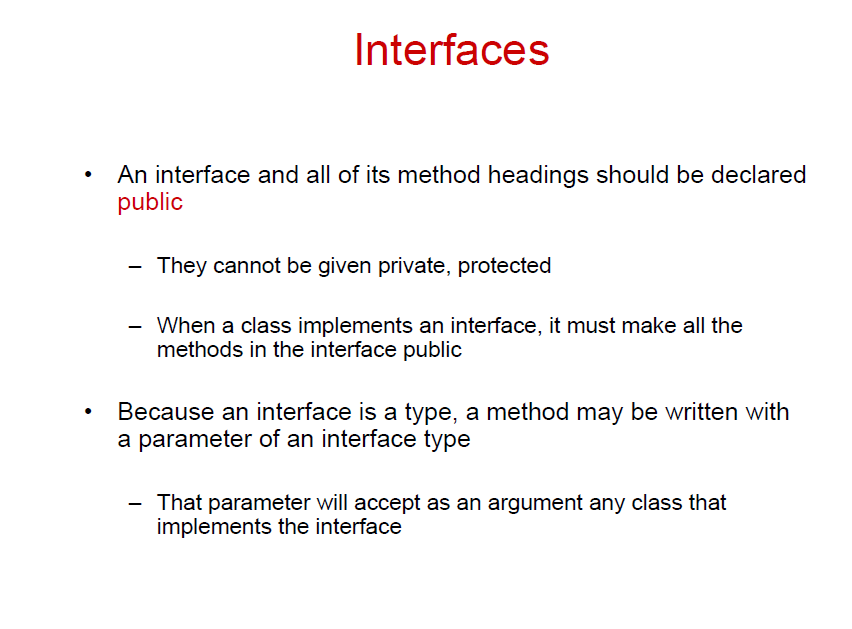 Interfaces
• An interface and all of its method headings should be declared
public
– They cannot be given private, protected
– When a class implements an interface, it must make all the
methods in the interface public
• Because an interface is a type, a method may be written with
a parameter of an interface type
– That parameter will accept as an argument any class that
implements the interface